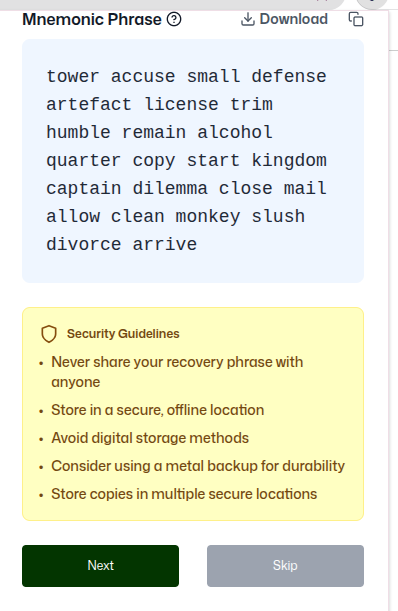 Mnemonic Phrase Download
tower accuse small defense
artefact license trim
humble remain alcohol
quarter copy start kingdom
captain dilemma close mail
allow clean monkey slush
divorce arrive
Security Guidelines
• Never share your recovery phrase with
anyone
• Store in a secure, offline location
• Avoid digital storage methods
• Consider using a metal backup for durability
• Store copies in multiple secure locations
Next Skip